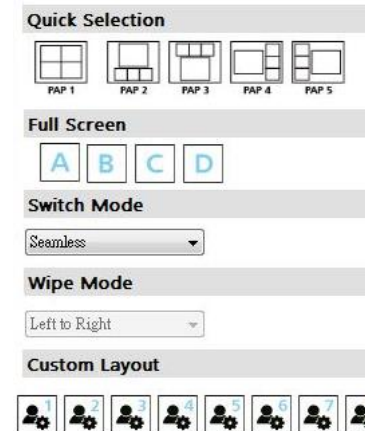 Quick Selection
PAP 1 PAP 2 PAP 3 PAP 4 PAP 5
Full Screen
A B C D
Switch Mode
Seamless
Wipe Mode
Left to Right
Custom Layout
1 2 3 4 5 6 7